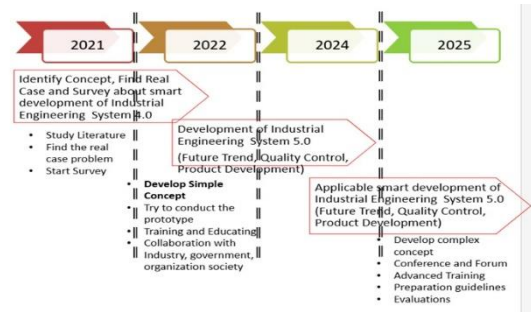 2021
2022
2024
2025
Identify Concept, Find Real
Case and Survey about smart
development of Industrial
Engineering System 4.0
• Study Literature
• Find the real
case problem
• Start Survey
Development of Industrial
Engineering System 5.0
(Future Trend, Quality Control,
Product Development)
• Develop Simple
Concept
• Try to conduct the
prototype
• Training and Educating
• Collaboration with
Industry, government,
organization society
Applicable smart development of
Industrial Engineering System 5.0
(Future Trend, Quality Control,
Product Development)
• Develop complex
concept
• Conference and Forum
• Advanced Training
• Preparation guidelines
• Evaluations